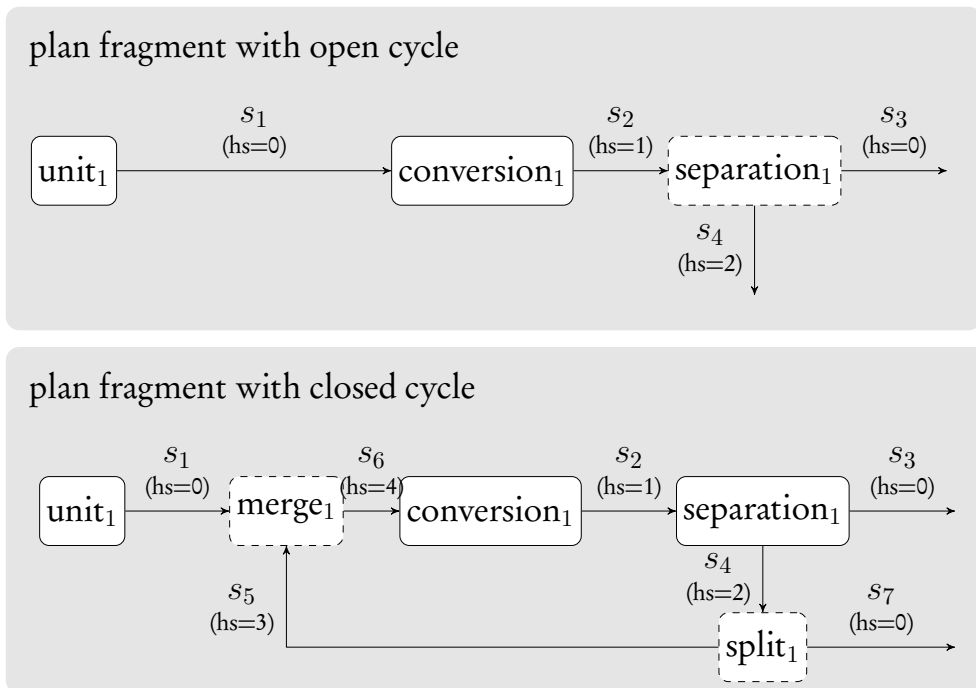 plan fragment with open cycle
s₁ s₂ s₃
(hs=0) (hs=1) (hs=0)
unit₁ conversion₁ separation₁
s₄
(hs=2)
plan fragment with closed cycle
s₁ s₆ s₂ s₃
(hs=0) (hs=4) (hs=1) (hs=0)
unit₁ merge₁ conversion₁ separation₁
s₅ s₄ s₇
(hs=3) (hs=2) (hs=0)
split₁